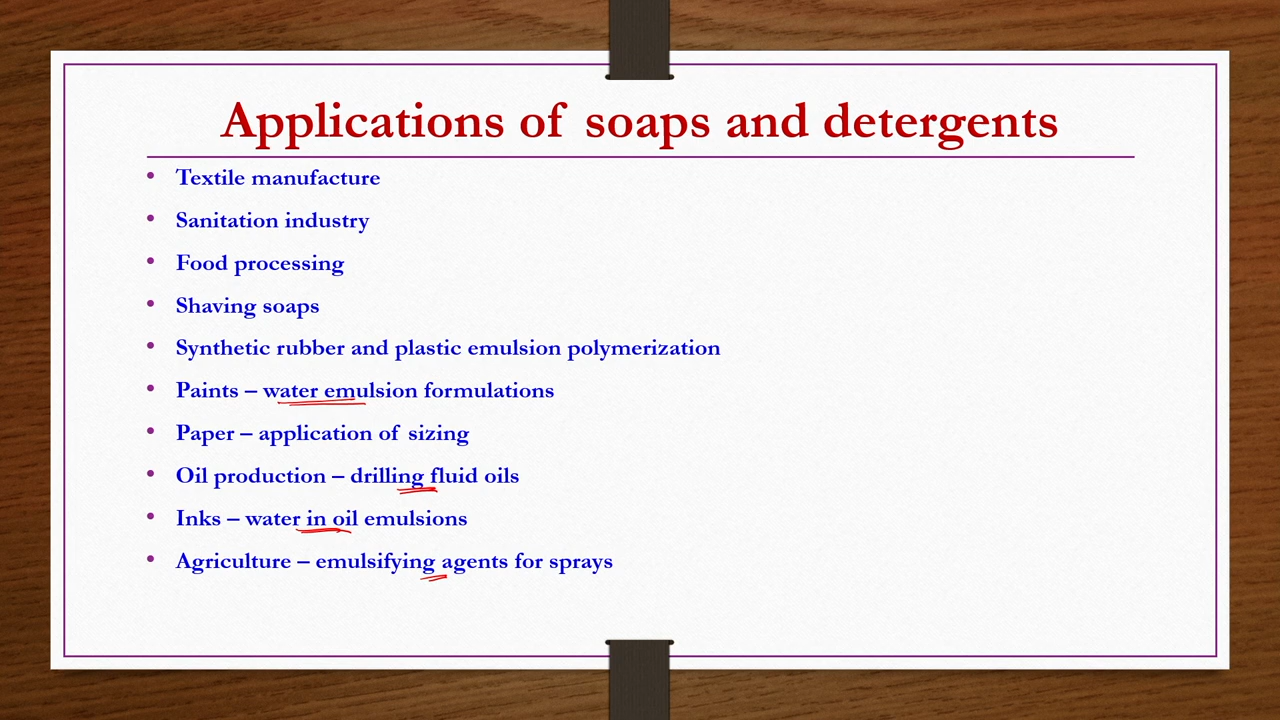 Applications of soaps and detergents
• Textile manufacture
• Sanitation industry
• Food processing
• Shaving soaps
• Synthetic rubber and plastic emulsion polymerization
• Paints – water emulsion formulations
• Paper – application of sizing
• Oil production – drilling fluid oils
• Inks – water in oil emulsions
• Agriculture – emulsifying agents for sprays